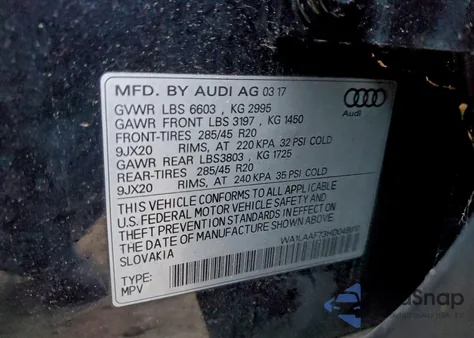 MFD. BY AUDI AG 03 17
GVWR LBS 6603 , KG 2995
GAWR FRONT LBS 3197 , KG 1450
FRONT-TIRES 285/45 R20
9JX20 RIMS, AT 220 KPA 32 PSI COLD
GAWR REAR LBS3803 , KG 1725
REAR-TIRES 285/45 R20
9JX20 RIMS, AT 240 KPA 35 PSI COLD
THIS VEHICLE CONFORMS TO ALL APPLICABLE
U.S. FEDERAL MOTOR VEHICLE SAFETY AND
THEFT PREVENTION STANDARDS IN EFFECT ON
THE DATE OF MANUFACTURE SHOWN ABOVE
SLOVAKIA
TYPE:
MPV
Audi